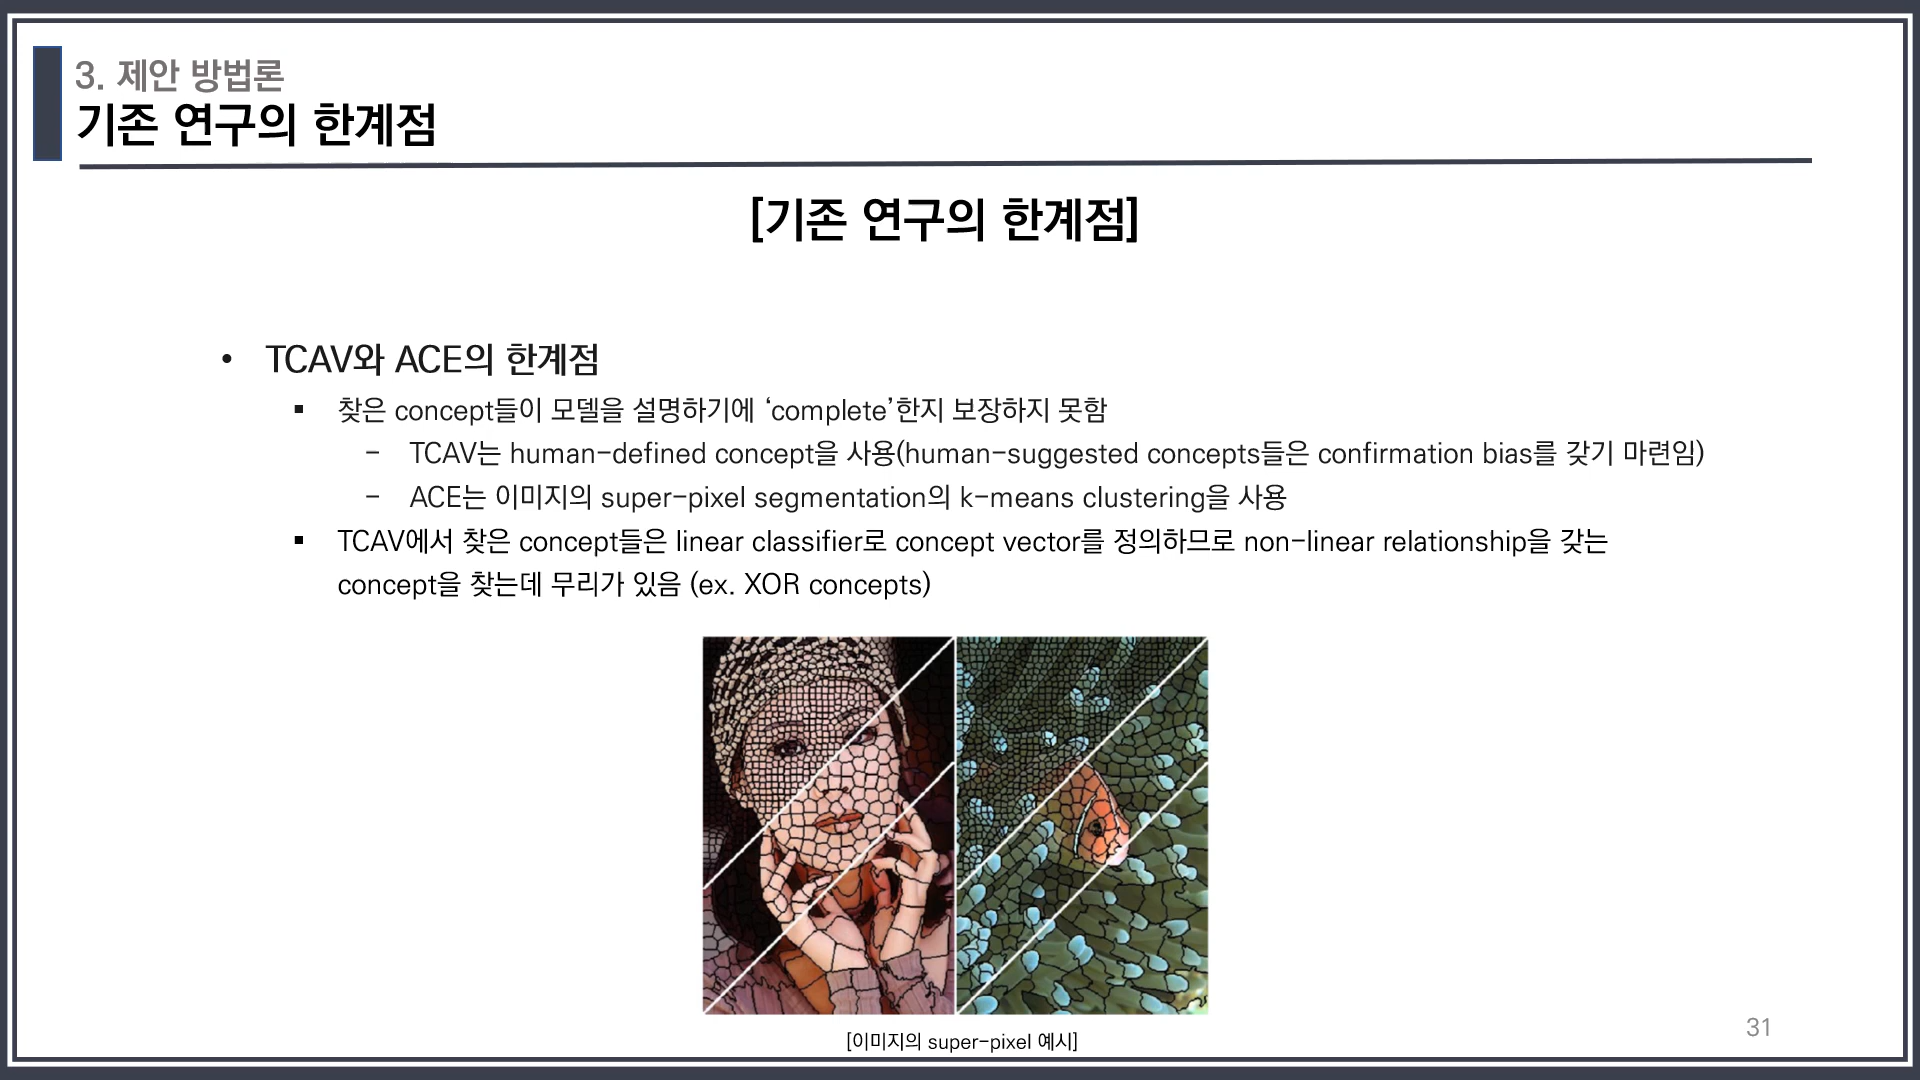 3. 제안 방법론
기존 연구의 한계점
[기존 연구의 한계점]
• TCAV와 ACE의 한계점
▪ 찾은 concept들이 모델을 설명하기에 ‘complete’한지 보장하지 못함
− TCAV는 human-defined concept을 사용(human-suggested concepts들은 confirmation bias를 갖기 마련임)
− ACE는 이미지의 super-pixel segmentation의 k-means clustering을 사용
▪ TCAV에서 찾은 concept들은 linear classifier로 concept vector를 정의하므로 non-linear relationship을 갖는
concept을 찾는데 무리가 있음 (ex. XOR concepts)
[이미지의 super-pixel 예시]
31